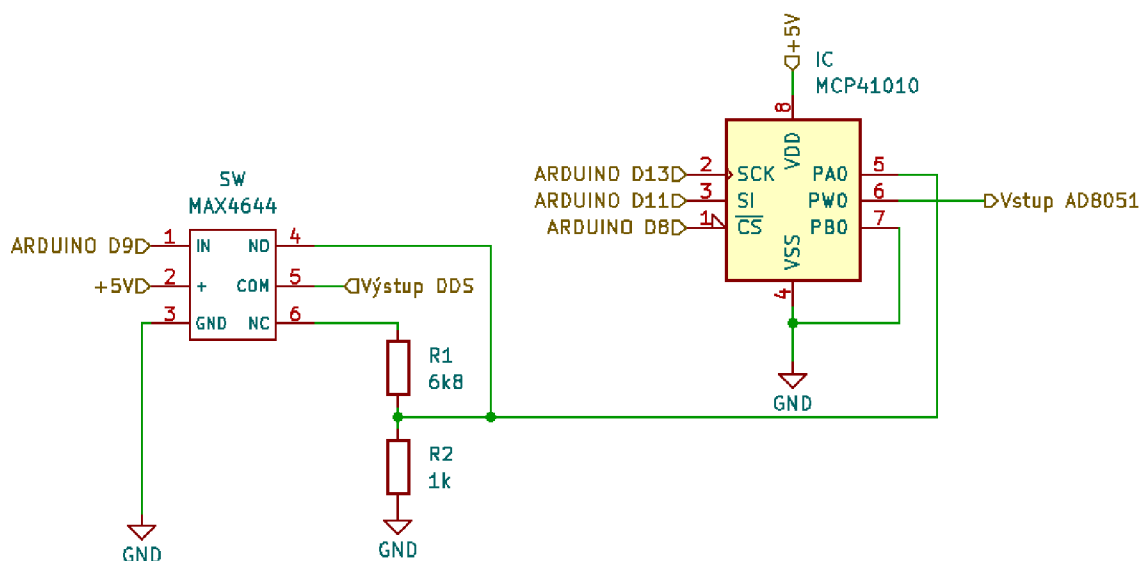 +5V
IC
MCP41010
8
VDD
ARDUINO D13
2
SCK
PA0
5
ARDUINO D11
3
SI
PW0
6
Vstup AD8051
ARDUINO D8
1
CS
PB0
7
VSS
4
GND
SW
MAX4644
ARDUINO D9
1
IN
NO
4
+5V
2
+
COM
5
Výstup DDS
3
GND
NC
6
R1
6k8
R2
1k
GND
GND